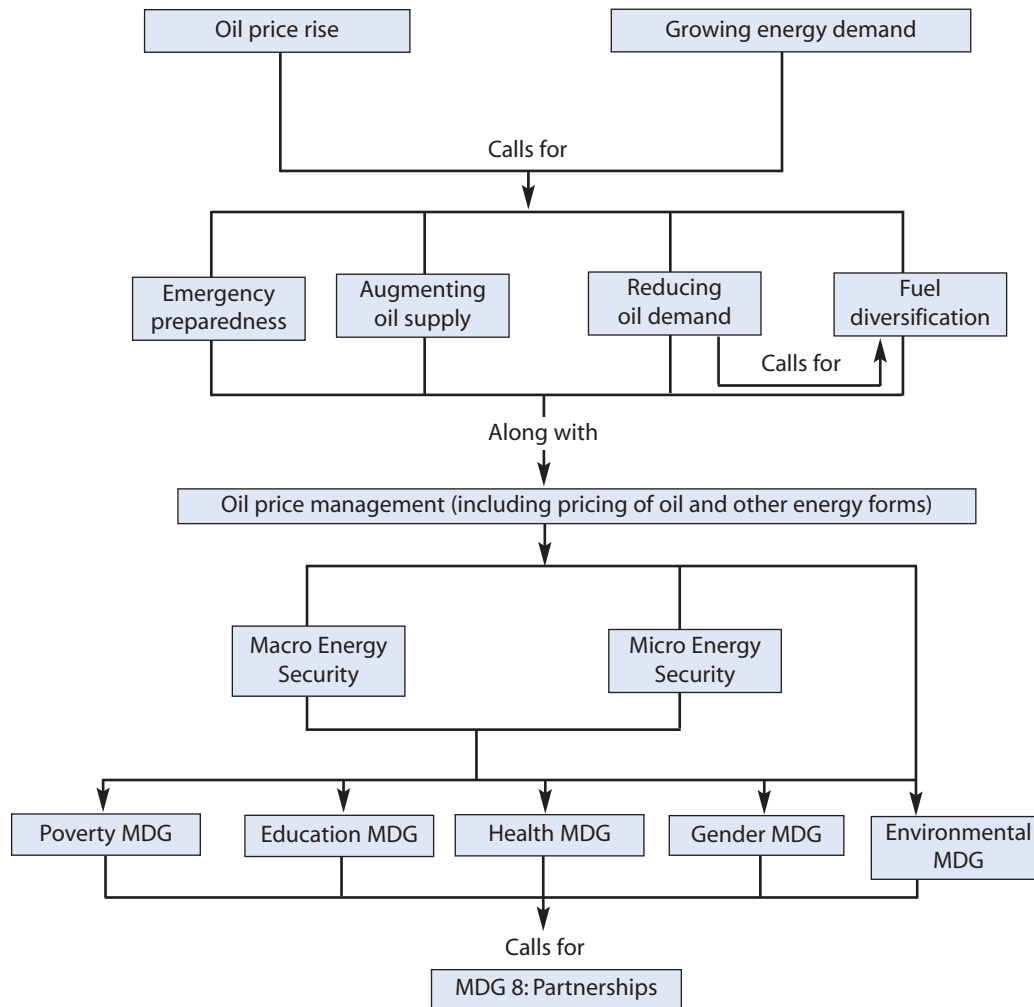 Oil price rise
Growing energy demand
Calls for
Emergency
preparedness
Augmenting
oil supply
Reducing
oil demand
Fuel
diversification
Calls for
Along with
Oil price management (including pricing of oil and other energy forms)
Macro Energy
Security
Micro Energy
Security
Poverty MDG
Education MDG
Health MDG
Gender MDG
Environmental
MDG
Calls for
MDG 8: Partnerships